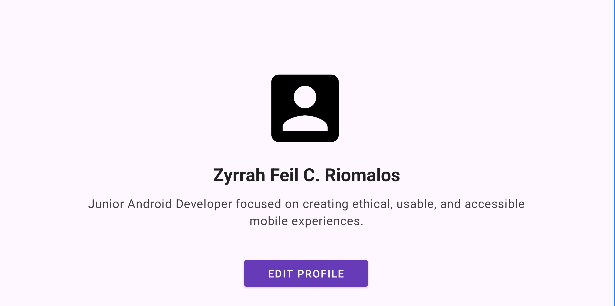 Zyrrah Feil C. Riomalos
Junior Android Developer focused on creating ethical, usable, and accessible
mobile experiences.
EDIT PROFILE